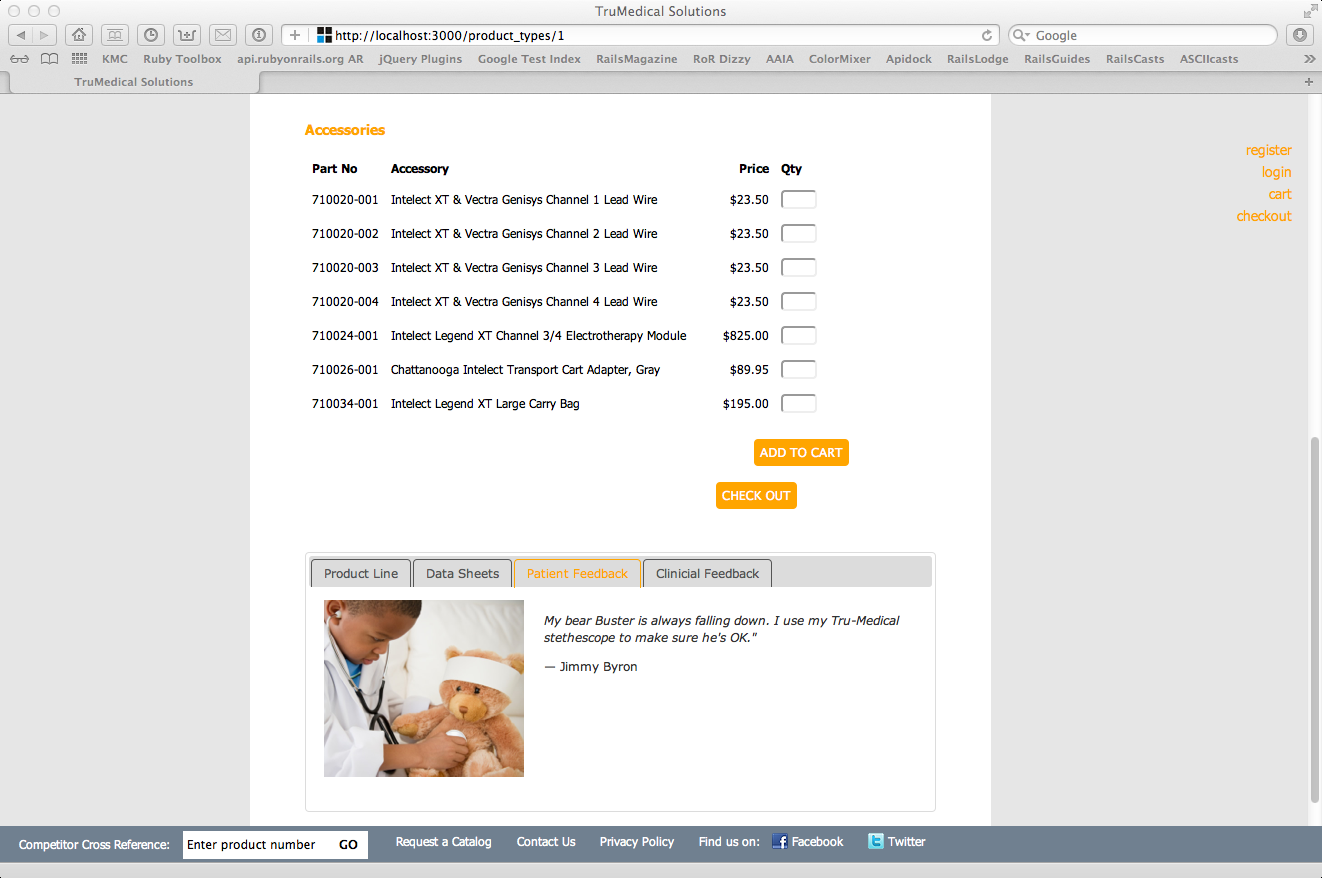 TruMedical Solutions
http://localhost:3000/product_types/1
Google
KMC Ruby Toolbox api.rubyonrails.org AR jQuery Plugins Google Test Index RailsMagazine RoR Dizzy AAIA ColorMixer Apidock RailsLodge RailsGuides RailsCasts ASCIIcasts
TruMedical Solutions
register
login
cart
checkout
Accessories
Part No Accessory Price Qty
710020-001 Intelect XT & Vectra Genisys Channel 1 Lead Wire $23.50
710020-002 Intelect XT & Vectra Genisys Channel 2 Lead Wire $23.50
710020-003 Intelect XT & Vectra Genisys Channel 3 Lead Wire $23.50
710020-004 Intelect XT & Vectra Genisys Channel 4 Lead Wire $23.50
710024-001 Intelect Legend XT Channel 3/4 Electrotherapy Module $825.00
710026-001 Chattanooga Intelect Transport Cart Adapter, Gray $89.95
710034-001 Intelect Legend XT Large Carry Bag $195.00
ADD TO CART
CHECK OUT
Product Line Data Sheets Patient Feedback Clinicial Feedback
My bear Buster is always falling down. I use my Tru-Medical
stethescope to make sure he's OK."
— Jimmy Byron
Competitor Cross Reference: Enter product number GO Request a Catalog Contact Us Privacy Policy Find us on: Facebook Twitter